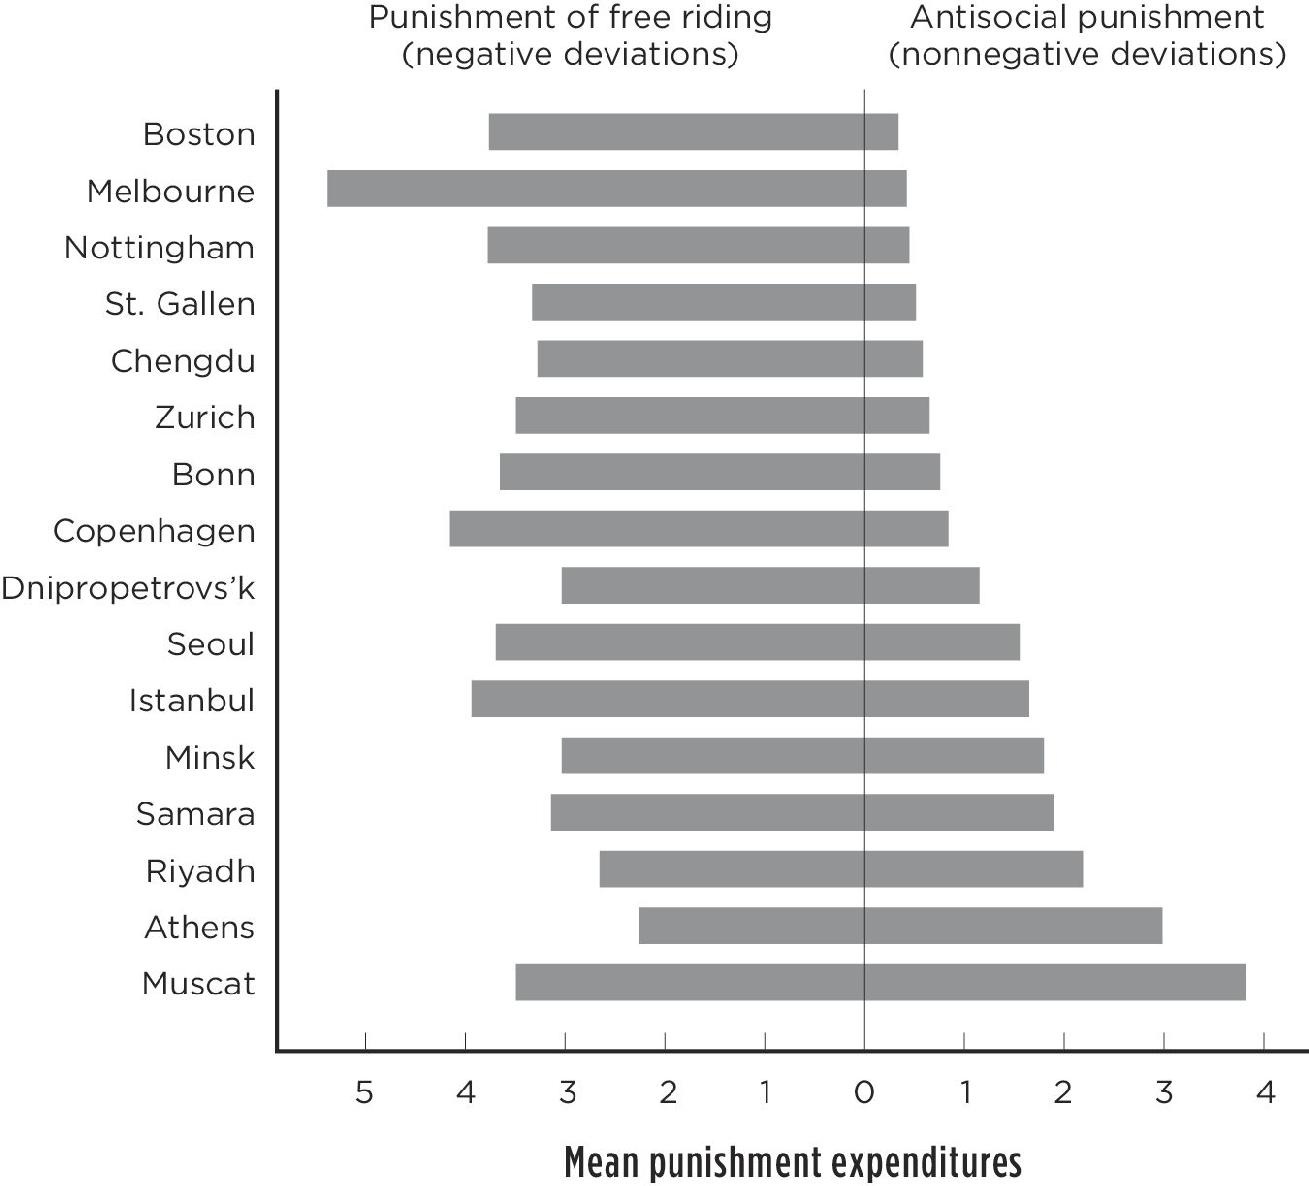 Punishment of free riding
(negative deviations)
Antisocial punishment
(nonnegative deviations)
Boston
Melbourne
Nottingham
St. Gallen
Chengdu
Zurich
Bonn
Copenhagen
Dnipropetrovs’k
Seoul
Istanbul
Minsk
Samara
Riyadh
Athens
Muscat
5 4 3 2 1 0 1 2 3 4
Mean punishment expenditures